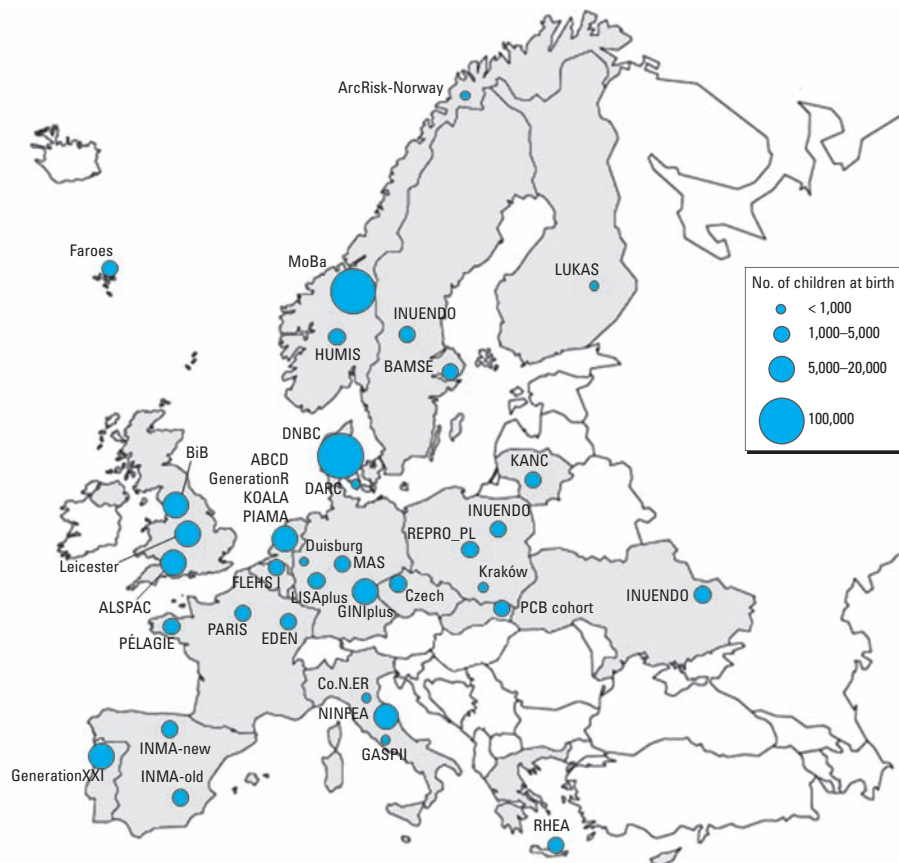 ArcRisk-Norway
Faroes
MoBa
LUKAS
INUENDO
HUMIS
BAMSE
No. of children at birth
< 1,000
1,000–5,000
5,000–20,000
100,000
DNBC
BiB
ABCD
GenerationR
KOALA
PIAMA
DARC
KANC
INUENDO
REPRO_PL
Leicester
Duisburg
MAS
Kraków
FLEHS I
LISAplus
GINIplus
Czech
PCB cohort
INUENDO
ALSPAC
PARIS
EDEN
PÉLAGIE
Co.N.ER
NINFEA
GASPII
INMA-new
GenerationXXI
INMA-old
RHEA